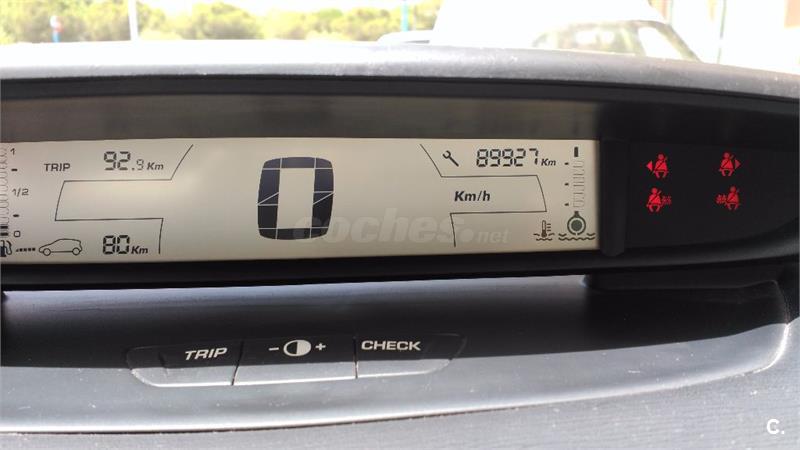 1
TRIP 92.9 Km
1/2
0
80 Km
0
89927 Km
Km/h
coches.net
TRIP
- +
CHECK
C.